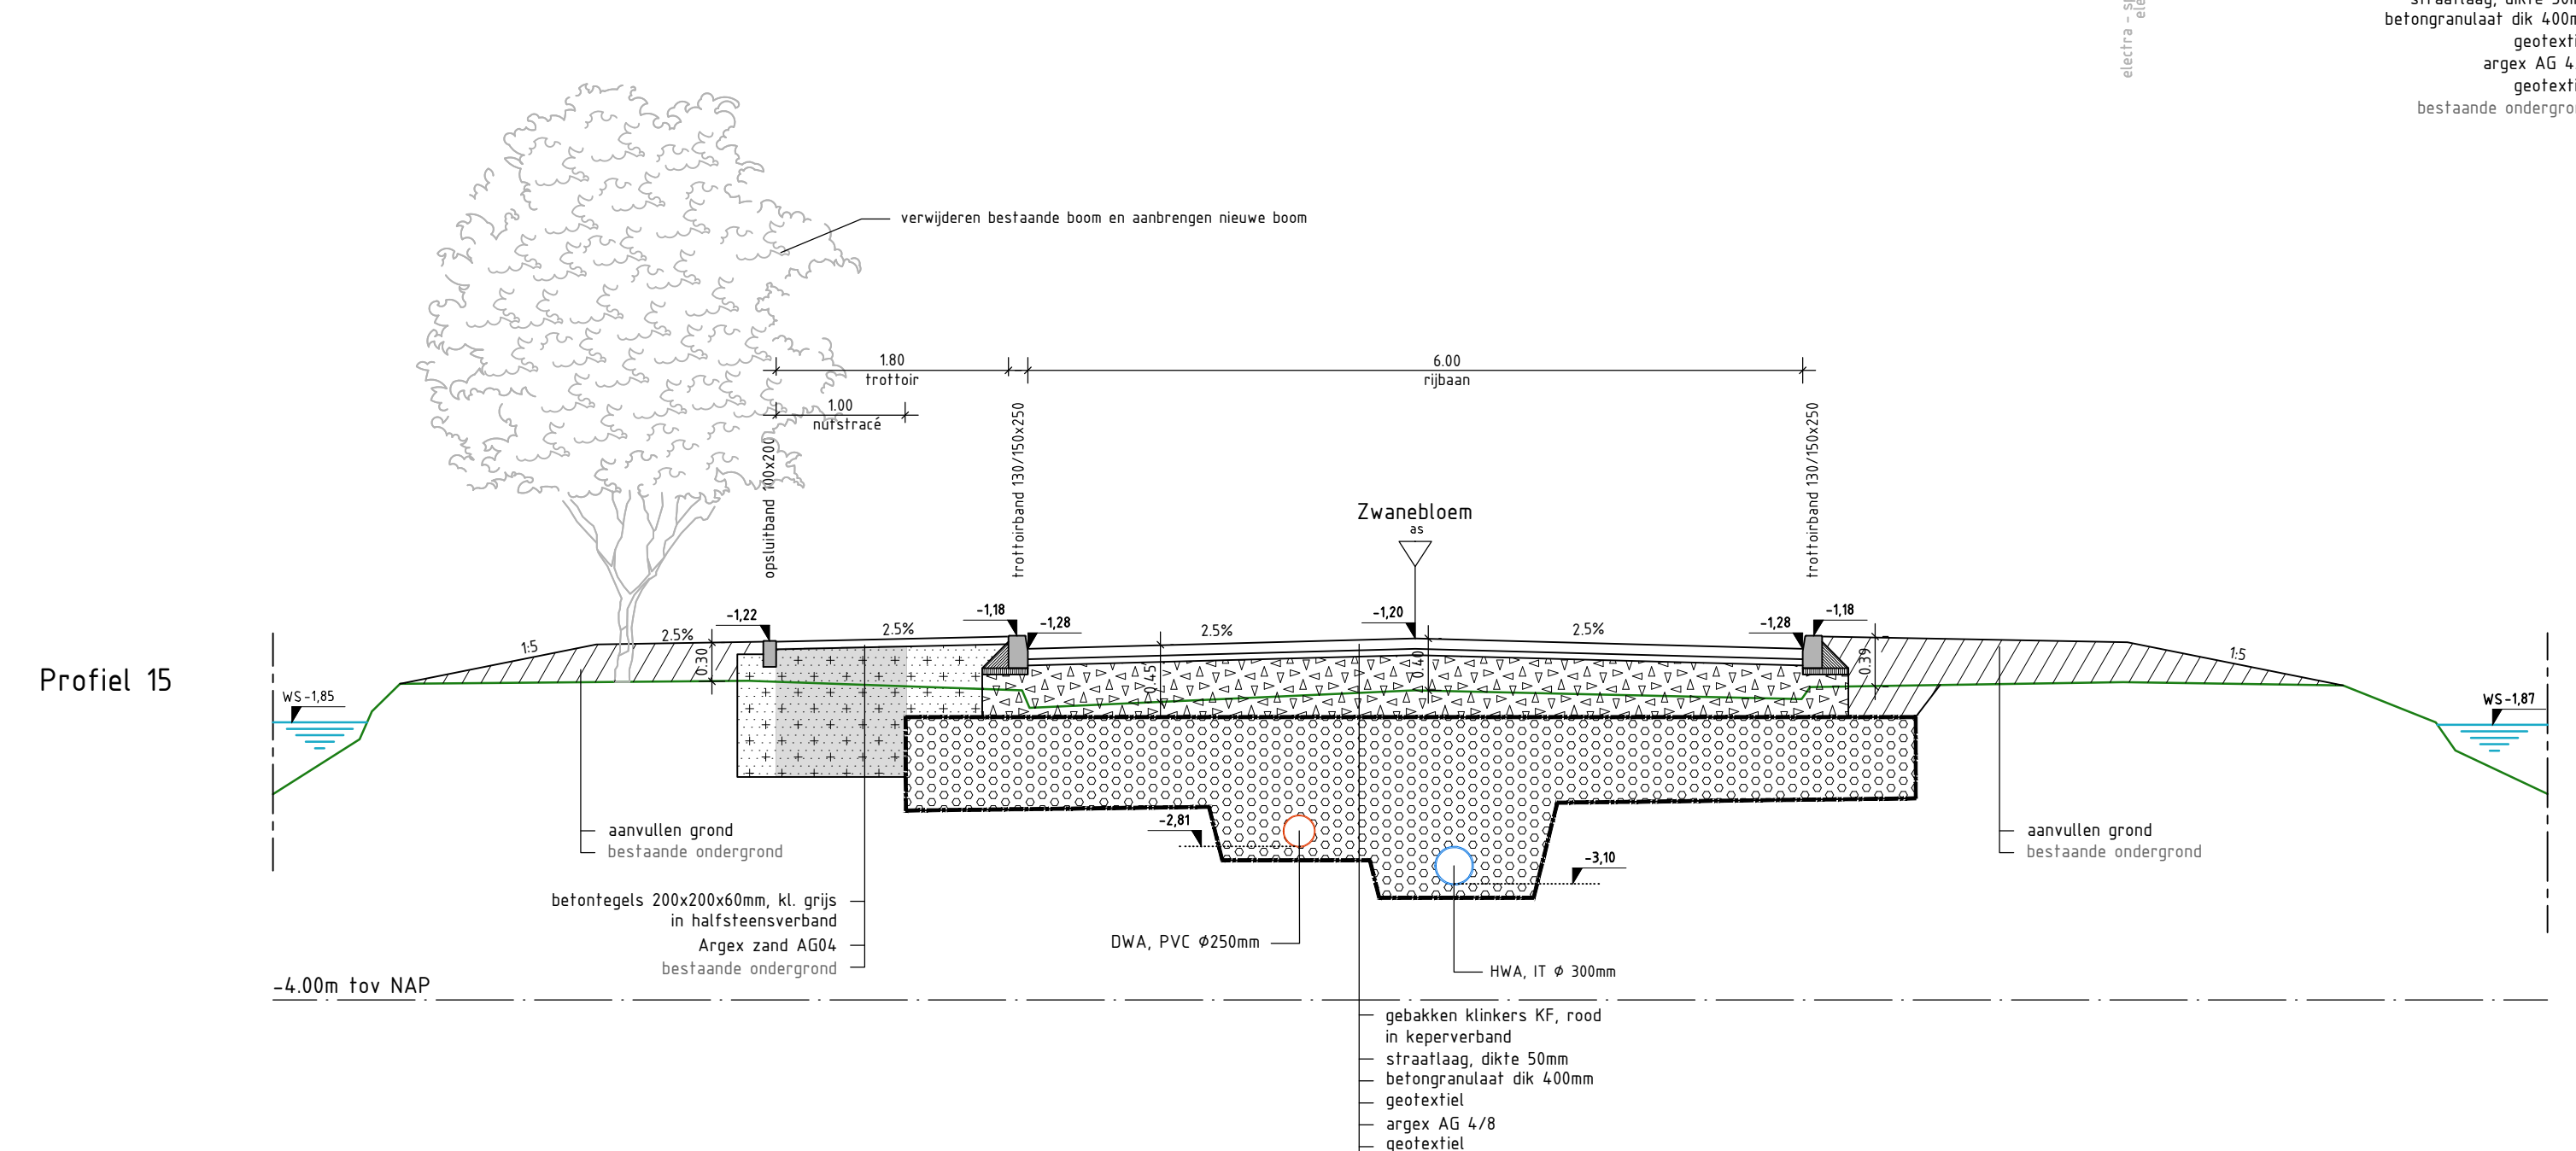 electra - s
ele
betongranulaat dik 400m
geotexti
argex AG 4
geotexti
bestaande ondergro
verwijderen bestaande boom en aanbrengen nieuwe boom
1.80
trottoir
6.00
rijbaan
1.00
nutstracé
opsluitband 100x200
trottoirband 130/150x250
trottoirband 130/150x250
Zwanebloem
as
-1,22
-1,18
-1,28
-1,20
-1,28
-1,18
1:5
2.5%
2.5%
2.5%
2.5%
1:5
0.30
0.45
0.40
0.39
Profiel 15
WS-1,85
WS-1,87
-2,81
-3,10
aanvullen grond
bestaande ondergrond
aanvullen grond
bestaande ondergrond
betontegels 200x200x60mm, kl. grijs
in halfsteensverband
Argex zand AG04
bestaande ondergrond
DWA, PVC Ø250mm
HWA, IT Ø 300mm
-4.00m tov NAP
gebakken klinkers KF, rood
in keperverband
straatlaag, dikte 50mm
betongranulaat dik 400mm
geotextiel
argex AG 4/8
geotextiel